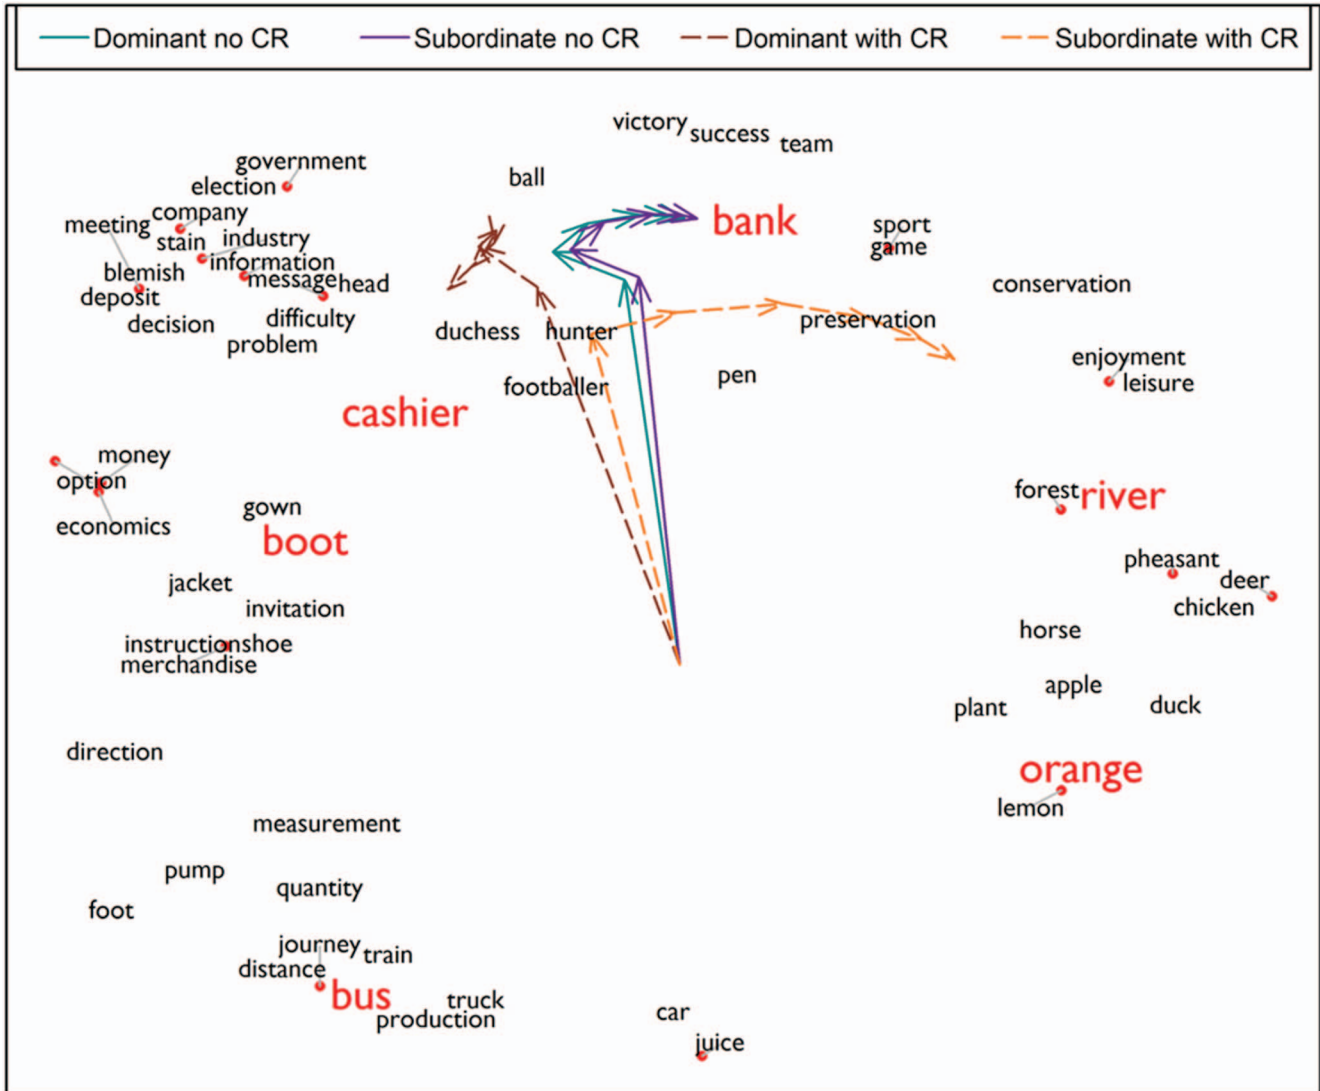 Dominant no CR Subordinate no CR Dominant with CR Subordinate with CR
victory success team
government
ball
election
company
meeting
bank
sport
stain industry
game
information
blemish
message head
conservation
deposit
decision difficulty
preservation
duchess hunter
problem
enjoyment
pen
leisure
footballer
cashier
money
option
forest river
gown
economics
boot
pheasant
jacket
deer
invitation
chicken
horse
instruction shoe
merchandise
apple
plant duck
direction
orange
lemon
measurement
pump
quantity
foot
journey train
distance
bus truck
car
production
juice